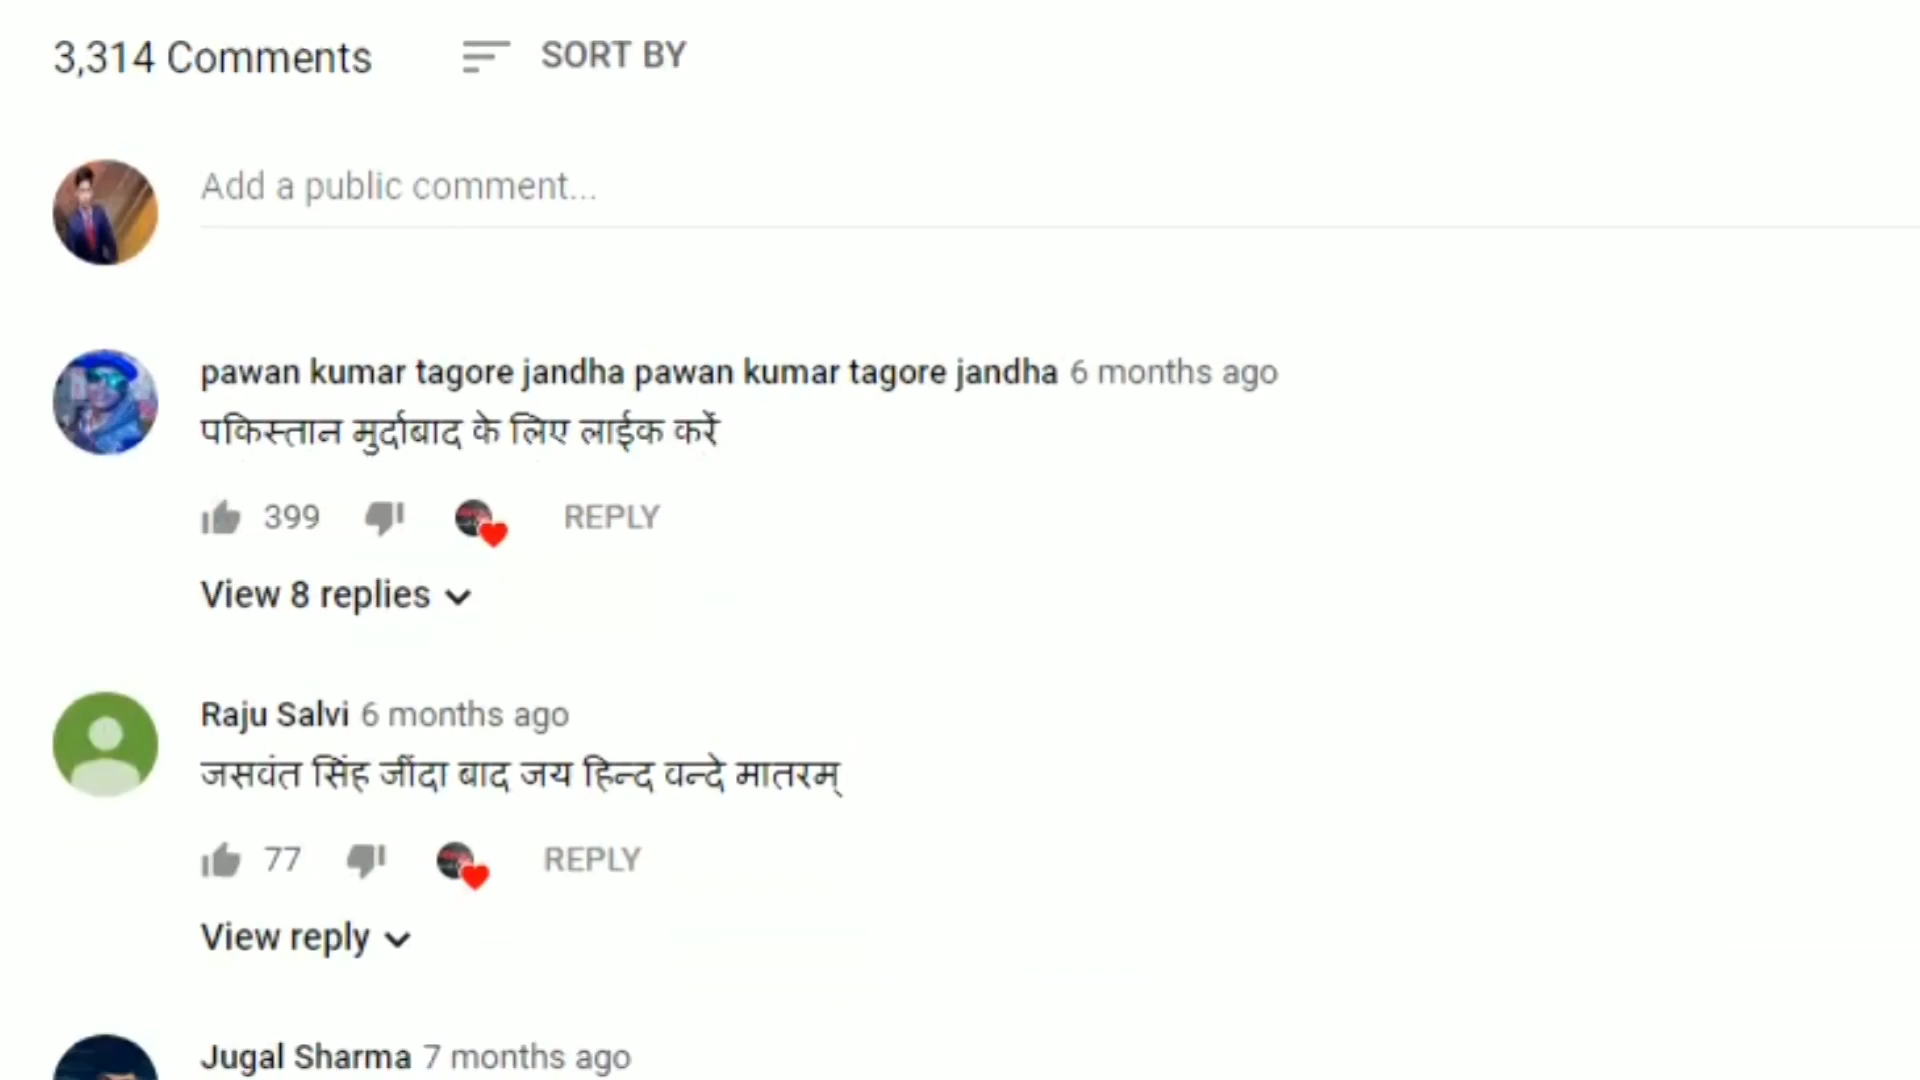 3,314 Comments SORT BY
Add a public comment...
pawan kumar tagore jandha pawan kumar tagore jandha 6 months ago
पकिस्तान मुर्दाबाद के लिए लाईक करें
399 REPLY
View 8 replies
Raju Salvi 6 months ago
जसवंत सिंह जींदा बाद जय हिन्द वन्दे मातरम्
77 REPLY
View reply
Jugal Sharma 7 months ago